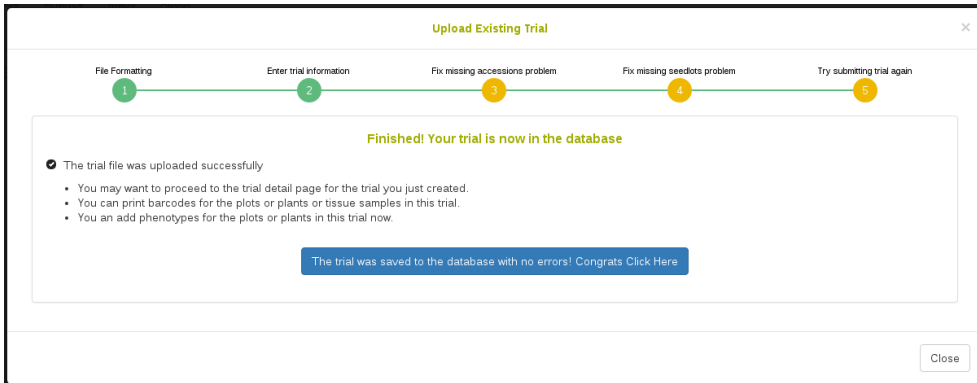 Upload Existing Trial
×
File Formatting
Enter trial information
Fix missing accessions problem
Fix missing seedlots problem
Try submitting trial again
1
2
3
4
5
Finished! Your trial is now in the database
The trial file was uploaded successfully
• You may want to proceed to the trial detail page for the trial you just created.
• You can print barcodes for the plots or plants or tissue samples in this trial.
• You an add phenotypes for the plots or plants in this trial now.
The trial was saved to the database with no errors! Congrats Click Here
Close